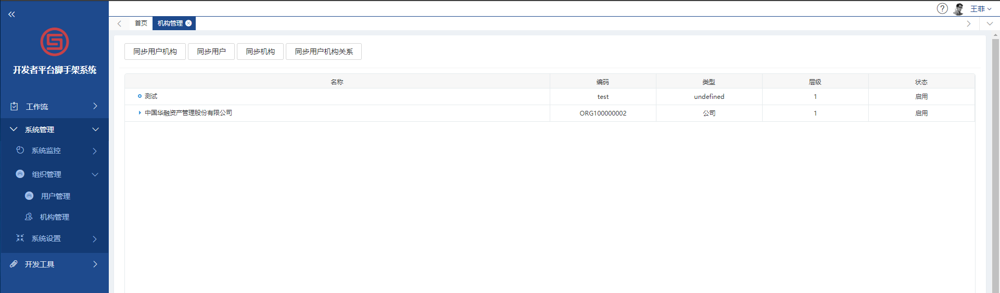 王菲
首页 机构管理
开发者平台脚手架系统
工作流
系统管理
系统监控
组织管理
用户管理
机构管理
系统设置
开发工具
同步用户机构 同步用户 同步机构 同步用户机构关系
名称 编码 类型 层级 状态
测试 test undefined 1 启用
中国华融资产管理股份有限公司 ORG100000002 公司 1 启用